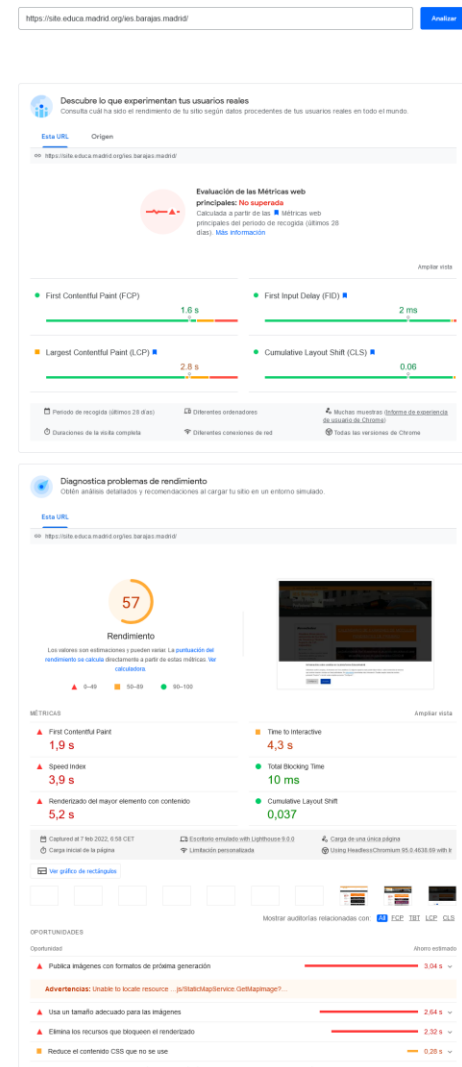 https://site.educa.madrid.org/ies.barajas.madrid/
Analizar
Descubre lo que experimentan tus usuarios reales
Consulta cuál ha sido el rendimiento de tu sitio según datos procedentes de tus usuarios reales en todo el mundo.
Esta URL
Origen
https://site.educa.madrid.org/ies.barajas.madrid/
Evaluación de las Métricas web
principales: No superada
Calculada a partir de las Métricas web
principales del periodo de recogida (últimos 28
días). Más información
Ampliar vista
First Contentful Paint (FCP)
1.6 s
First Input Delay (FID)
2 ms
Largest Contentful Paint (LCP)
2.8 s
Cumulative Layout Shift (CLS)
0.06
Periodo de recogida (últimos 28 días)
Diferentes ordenadores
Muchas muestras (Informe de experiencia
de usuario de Chrome)
Duraciones de la visita completa
Diferentes conexiones de red
Todas las versiones de Chrome
Diagnostica problemas de rendimiento
Obtén análisis detallados y recomendaciones al cargar tu sitio en un entorno simulado.
Esta URL
https://site.educa.madrid.org/ies.barajas.madrid/
57
Rendimiento
Los valores son estimaciones y pueden variar. La puntuación del
rendimiento se calcula directamente a partir de estas métricas. Ver
calculadora.
0–49
50–89
90–100
MÉTRICAS
Ampliar vista
First Contentful Paint
1,9 s
Time to Interactive
4,3 s
Speed Index
3,9 s
Total Blocking Time
10 ms
Renderizado del mayor elemento con contenido
5,2 s
Cumulative Layout Shift
0,037
Captured at 7 feb 2022, 6:58 CET
Escritorio emulado with Lighthouse 9.0.0
Carga de una única página
Carga inicial de la página
Limitación personalizada
Using HeadlessChromium 95.0.4638.69 with lr
Ver gráfico de rectángulos
Mostrar auditorías relacionadas con: All FCP TBT LCP CLS
OPORTUNIDADES
Oportunidad
Ahorro estimado
Publica imágenes con formatos de próxima generación
3,04 s
Advertencias: Unable to locate resource …js/StaticMapService.GetMapImage?…
Usa un tamaño adecuado para las imágenes
2,64 s
Elimina los recursos que bloqueen el renderizado
2,32 s
Reduce el contenido CSS que no se use
0,28 s